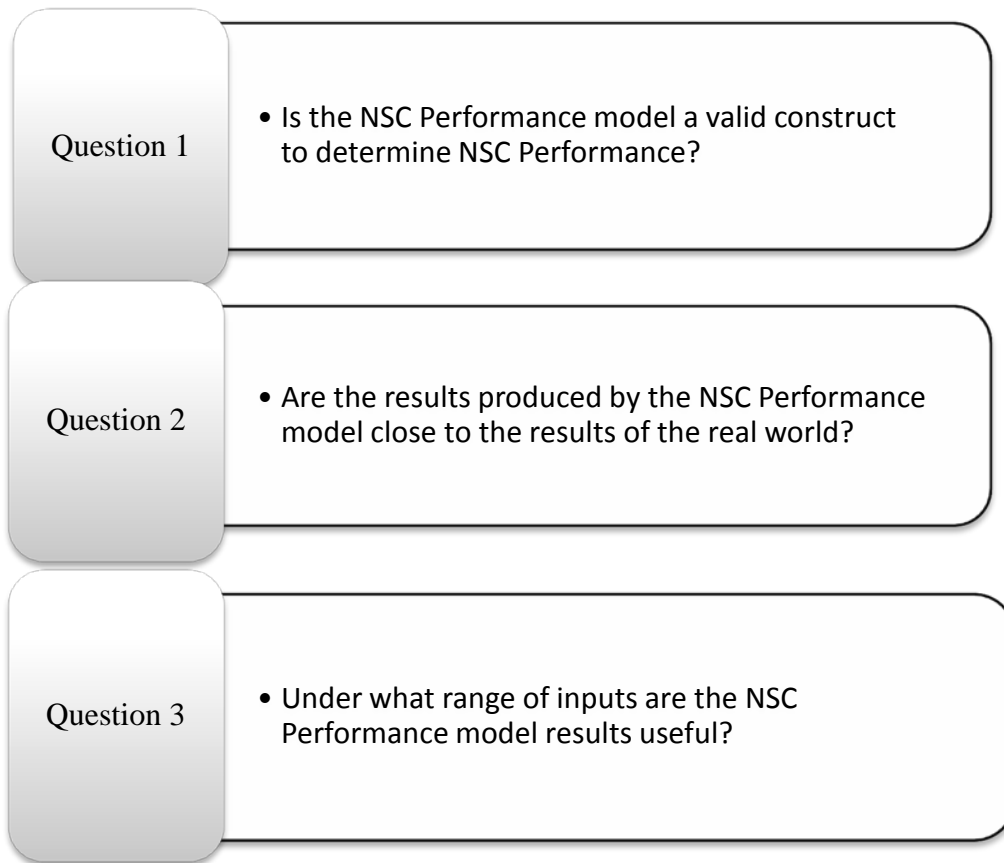 Question 1
• Is the NSC Performance model a valid construct
to determine NSC Performance?
Question 2
• Are the results produced by the NSC Performance
model close to the results of the real world?
Question 3
• Under what range of inputs are the NSC
Performance model results useful?